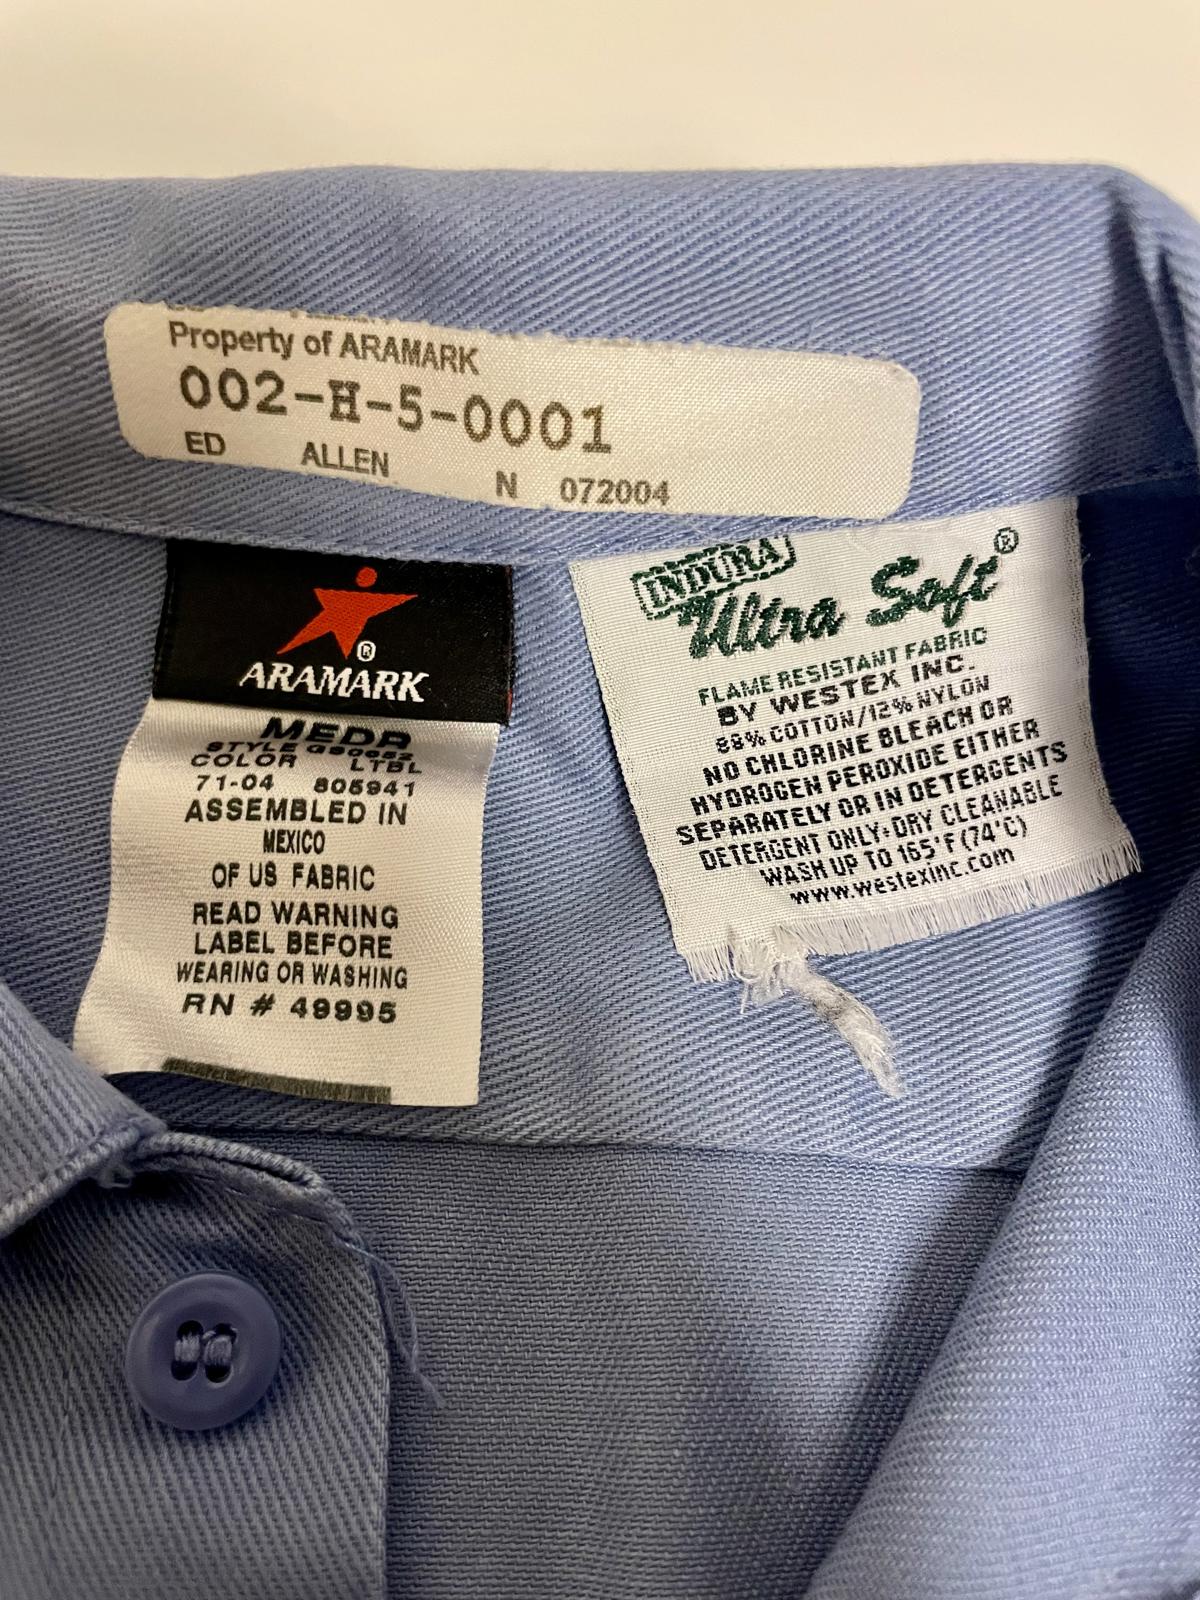 Property of ARAMARK
002-H-5-0001
ED ALLEN N 072004
ARAMARK
MEDR
STYLE
COLOR LTBL
71-04 805941
ASSEMBLED IN
MEXICO
OF US FABRIC
READ WARNING
LABEL BEFORE
WEARING OR WASHING
RN # 49995
INDURA
Ultra Soft®
FLAME RESISTANT FABRIC
BY WESTEX INC.
88% COTTON/12% NYLON
NO CHLORINE BLEACH OR
HYDROGEN PEROXIDE EITHER
SEPARATELY OR IN DETERGENTS
DETERGENT ONLY•DRY CLEANABLE
WASH UP TO 165°F(74°C)
www.westexinc.com